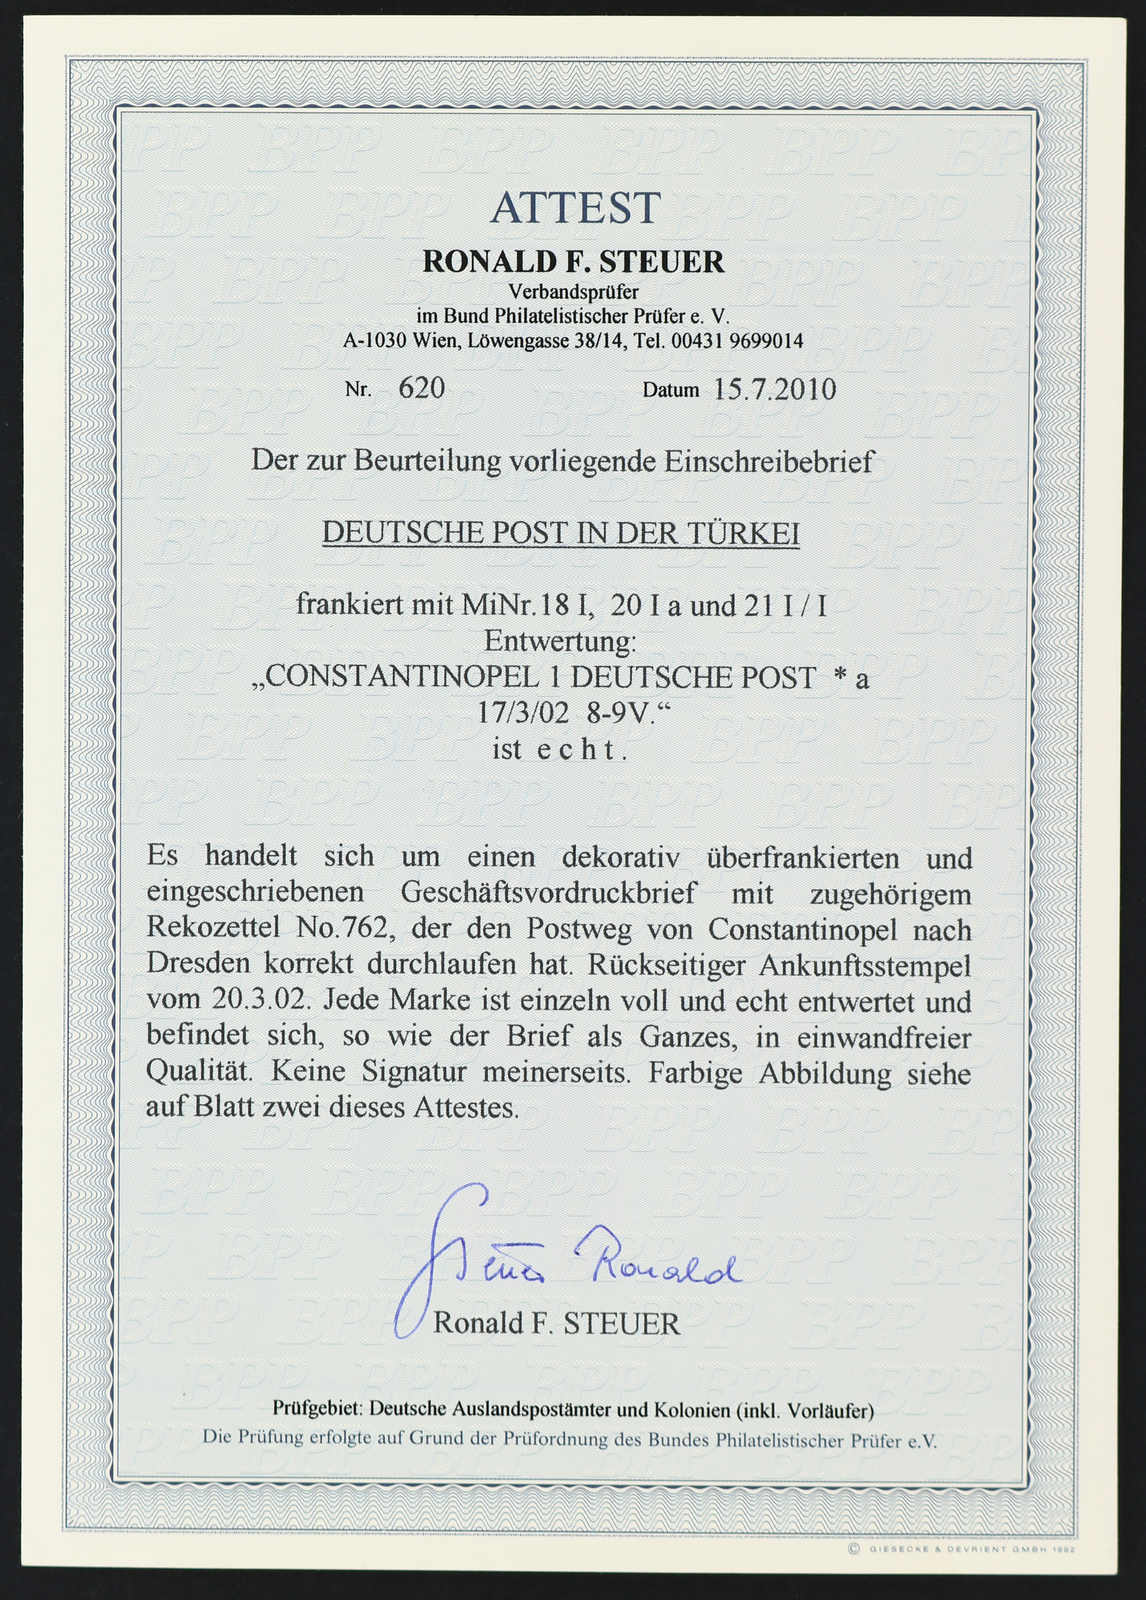 ATTEST
RONALD F. STEUER
Verbandsprüfer
im Bund Philatelistischer Prüfer e. V.
A-1030 Wien, Löwengasse 38/14, Tel. 00431 9699014
Nr. 620 Datum 15.7.2010
Der zur Beurteilung vorliegende Einschreibebrief
DEUTSCHE POST IN DER TÜRKEI
frankiert mit MiNr.18 I, 20 I a und 21 I / I
Entwertung:
„CONSTANTINOPEL 1 DEUTSCHE POST * a
17/3/02 8-9V.“
ist e c h t .
Es handelt sich um einen dekorativ überfrankierten und
eingeschriebenen Geschäftsvordruckbrief mit zugehörigem
Rekozettel No.762, der den Postweg von Constantinopel nach
Dresden korrekt durchlaufen hat. Rückseitiger Ankunftsstempel
vom 20.3.02. Jede Marke ist einzeln voll und echt entwertet und
befindet sich, so wie der Brief als Ganzes, in einwandfreier
Qualität. Keine Signatur meinerseits. Farbige Abbildung siehe
auf Blatt zwei dieses Attestes.
Steuer Ronald
Ronald F. STEUER
Prüfgebiet: Deutsche Auslandspostämter und Kolonien (inkl. Vorläufer)
Die Prüfung erfolgte auf Grund der Prüfordnung des Bundes Philatelistischer Prüfer e.V.
© GIESECKE & DEVRIENT GMBH 1992